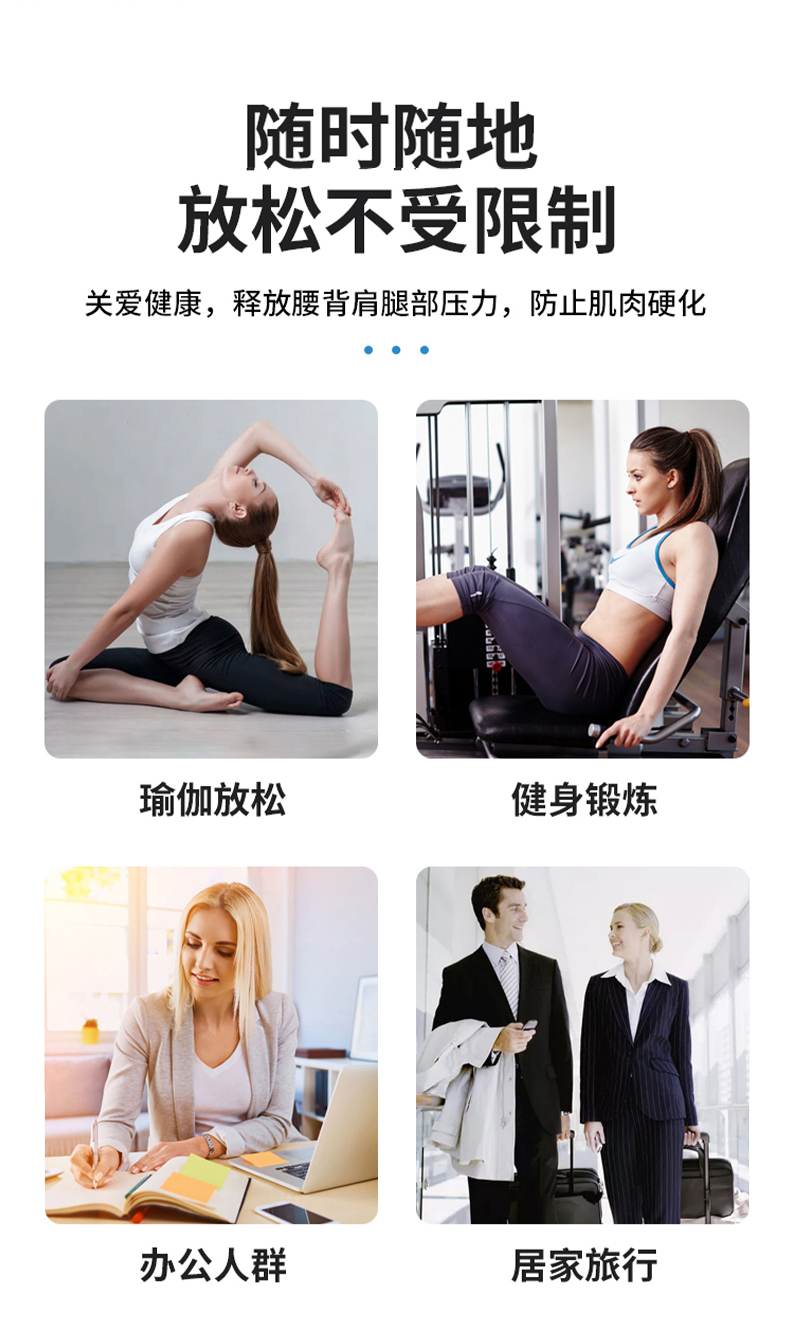 随时随地
放松不受限制
关爱健康，释放腰背肩腿部压力，防止肌肉硬化
瑜伽放松
健身锻炼
办公人群
居家旅行